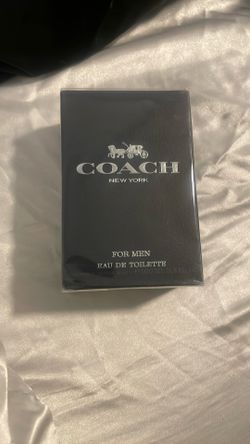 COACH
NEW YORK
FOR MEN
EAU DE TOILETTE